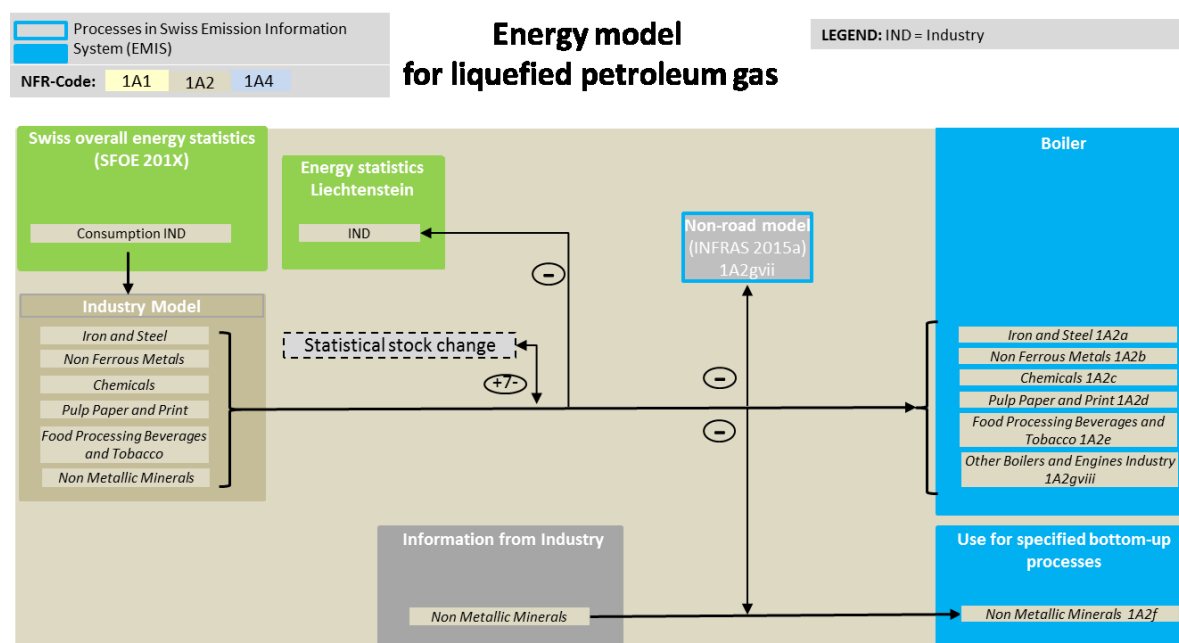 Processes in Swiss Emission Information
System (EMIS)
NFR-Code: 1A1 1A2 1A4
Energy model
for liquefied petroleum gas
LEGEND: IND = Industry
Swiss overall energy statistics
(SFOE 201X)
Consumption IND
Energy statistics
Liechtenstein
IND
Non-road model
(INFRAS 2015a)
1A2gvii
Boiler
Industry Model
Iron and Steel
Non Ferrous Metals
Chemicals
Pulp Paper and Print
Food Processing Beverages
and Tobacco
Non Metallic Minerals
Statistical stock change
+7-
-
-
-
Iron and Steel 1A2a
Non Ferrous Metals 1A2b
Chemicals 1A2c
Pulp Paper and Print 1A2d
Food Processing Beverages and
Tobacco 1A2e
Other Boilers and Engines Industry
1A2gviii
Information from Industry
Non Metallic Minerals
Use for specified bottom-up
processes
Non Metallic Minerals 1A2f